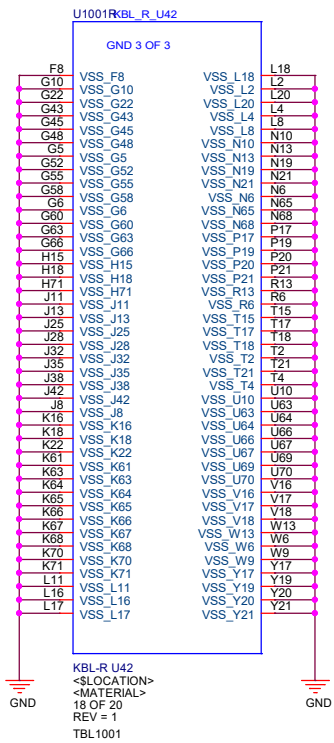 U1001R KBL_R_U42
GND 3 OF 3
F8 VSS_F8 VSS_L18 L18
G10 VSS_G10 VSS_L2 L2
G22 VSS_G22 VSS_L20 L20
G43 VSS_G43 VSS_L4 L4
G45 VSS_G45 VSS_L8 L8
G48 VSS_G48 VSS_N10 N10
G5 VSS_G5 VSS_N13 N13
G52 VSS_G52 VSS_N19 N19
G55 VSS_G55 VSS_N21 N21
G58 VSS_G58 VSS_N6 N6
G6 VSS_G6 VSS_N65 N65
G60 VSS_G60 VSS_N68 N68
G63 VSS_G63 VSS_P17 P17
G66 VSS_G66 VSS_P19 P19
H15 VSS_H15 VSS_P20 P20
H18 VSS_H18 VSS_P21 P21
H71 VSS_H71 VSS_R13 R13
J11 VSS_J11 VSS_R6 R6
J13 VSS_J13 VSS_T15 T15
J25 VSS_J25 VSS_T17 T17
J28 VSS_J28 VSS_T18 T18
J32 VSS_J32 VSS_T2 T2
J35 VSS_J35 VSS_T21 T21
J38 VSS_J38 VSS_T4 T4
J42 VSS_J42 VSS_U10 U10
J8 VSS_J8 VSS_U63 U63
K16 VSS_K16 VSS_U64 U64
K18 VSS_K18 VSS_U66 U66
K22 VSS_K22 VSS_U67 U67
K61 VSS_K61 VSS_U69 U69
K63 VSS_K63 VSS_U70 U70
K64 VSS_K64 VSS_V16 V16
K65 VSS_K65 VSS_V17 V17
K66 VSS_K66 VSS_V18 V18
K67 VSS_K67 VSS_W13 W13
K68 VSS_K68 VSS_W6 W6
K70 VSS_K70 VSS_W9 W9
K71 VSS_K71 VSS_Y17 Y17
L11 VSS_L11 VSS_Y19 Y19
L16 VSS_L16 VSS_Y20 Y20
L17 VSS_L17 VSS_Y21 Y21
KBL-R U42
<$LOCATION>
<MATERIAL>
GND GND
18 OF 20
REV = 1
TBL1001